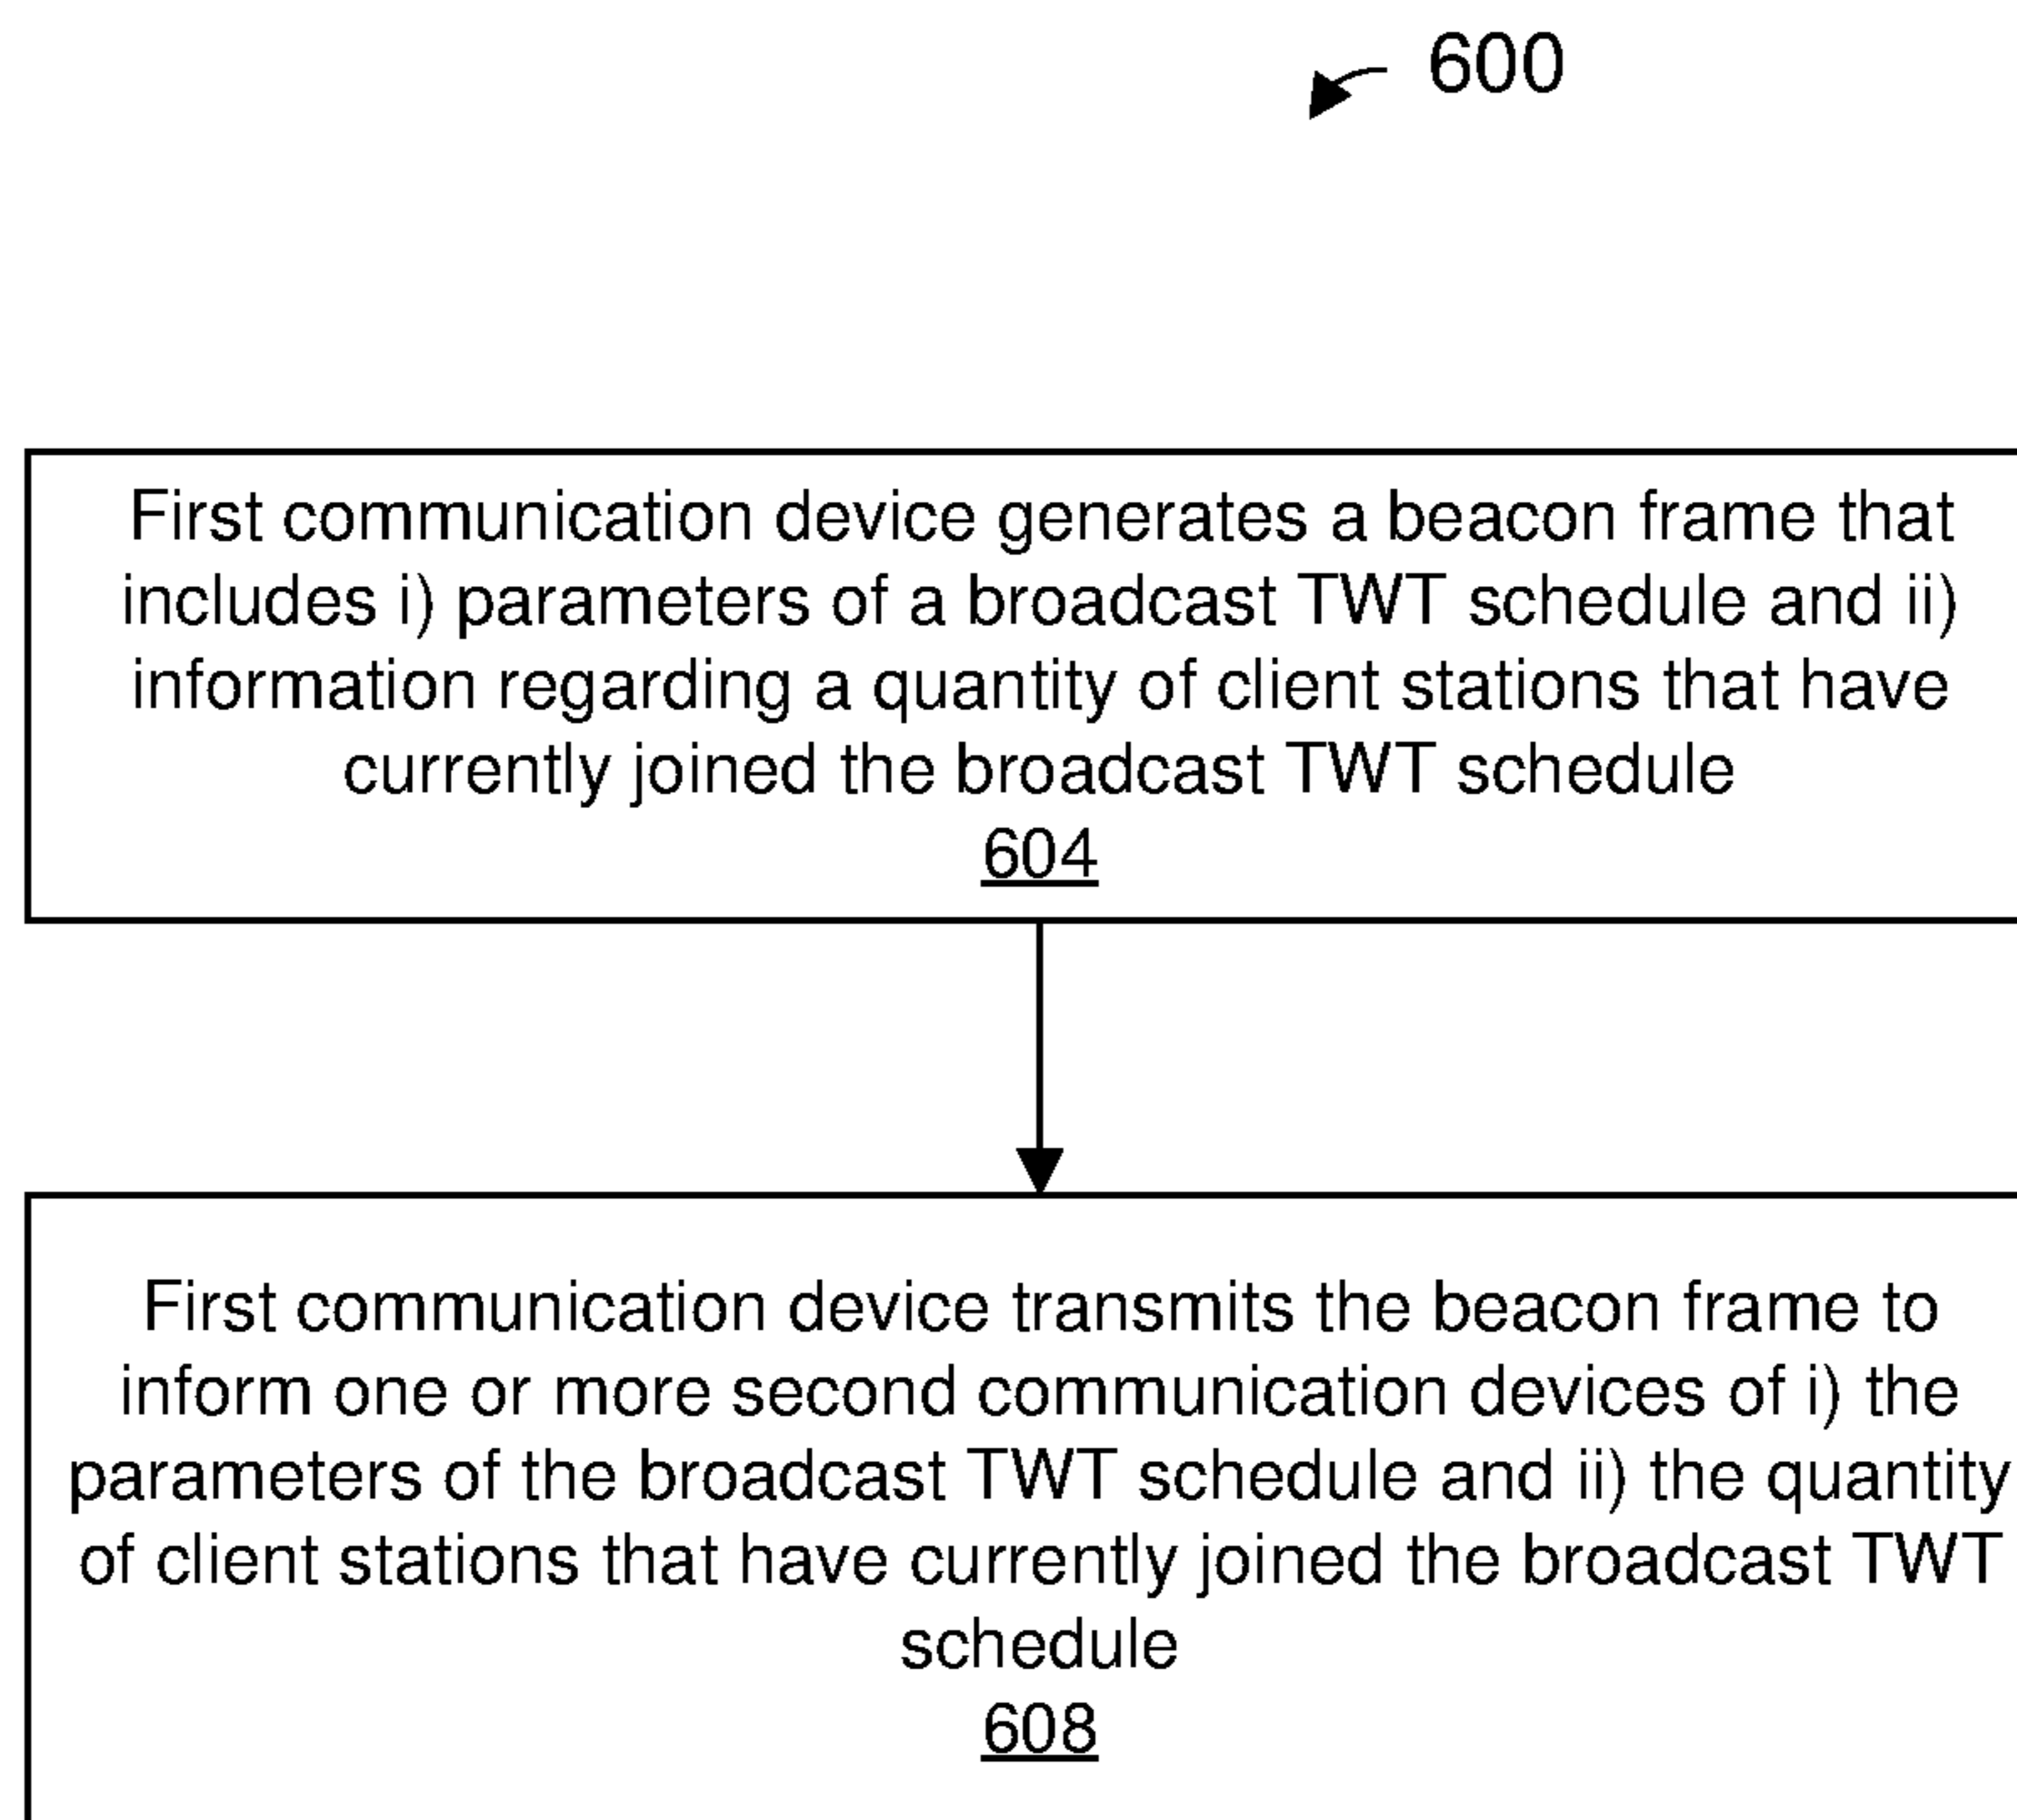 600
First communication device generates a beacon frame that
includes i) parameters of a broadcast TWT schedule and ii)
information regarding a quantity of client stations that have
currently joined the broadcast TWT schedule
604
First communication device transmits the beacon frame to
inform one or more second communication devices of i) the
parameters of the broadcast TWT schedule and ii) the quantity
of client stations that have currently joined the broadcast TWT
schedule
608